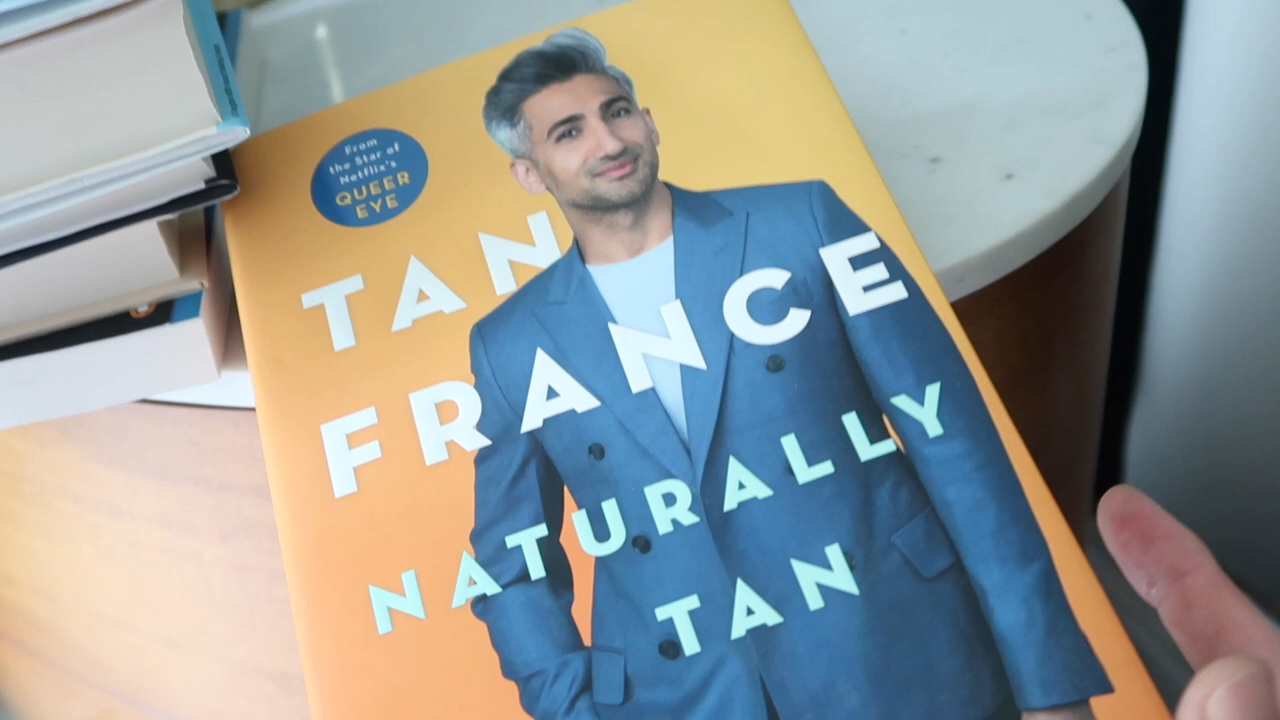 From
the Star of
Netflix's
QUEER
EYE
TAN
FRANCE
NATURALLY
TAN